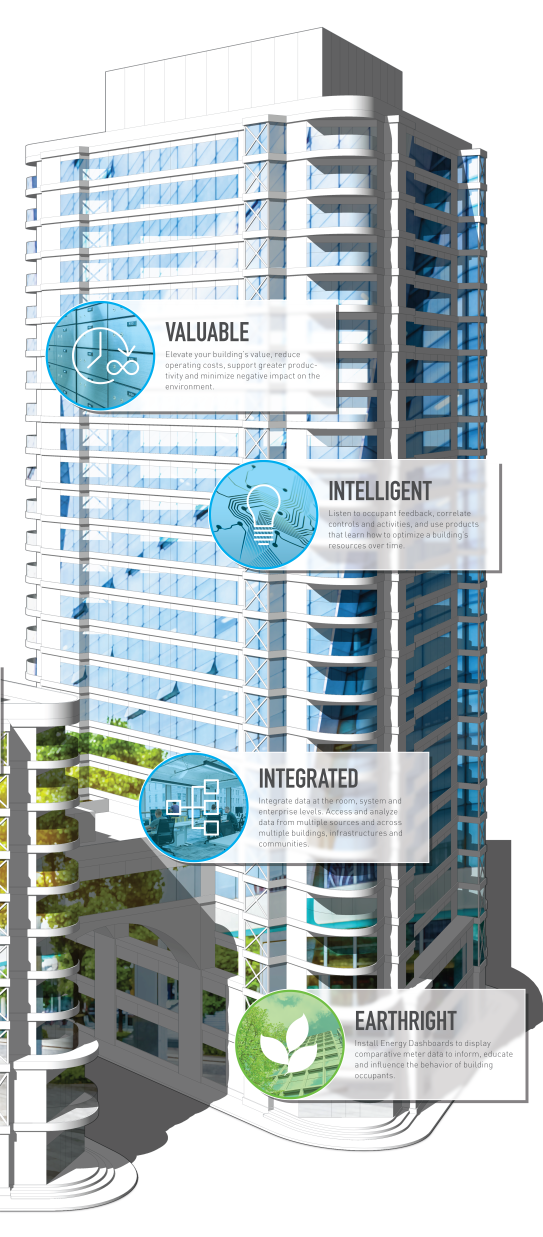 VALUABLE
Elevate your building's value, reduce
operating costs, support greater produc-
tivity and minimize negative impact on the
environment.
INTELLIGENT
Listen to occupant feedback, correlate
controls and activities, and use products
that learn how to optimize a building's
resources over time.
INTEGRATED
Integrate data at the room, system and
enterprise levels. Access and analyze
data from multiple sources and across
multiple buildings, infrastructures and
communities.
EARTHRIGHT
Install Energy Dashboards to display
comparative meter data to inform, educate
and influence the behavior of building
occupants.